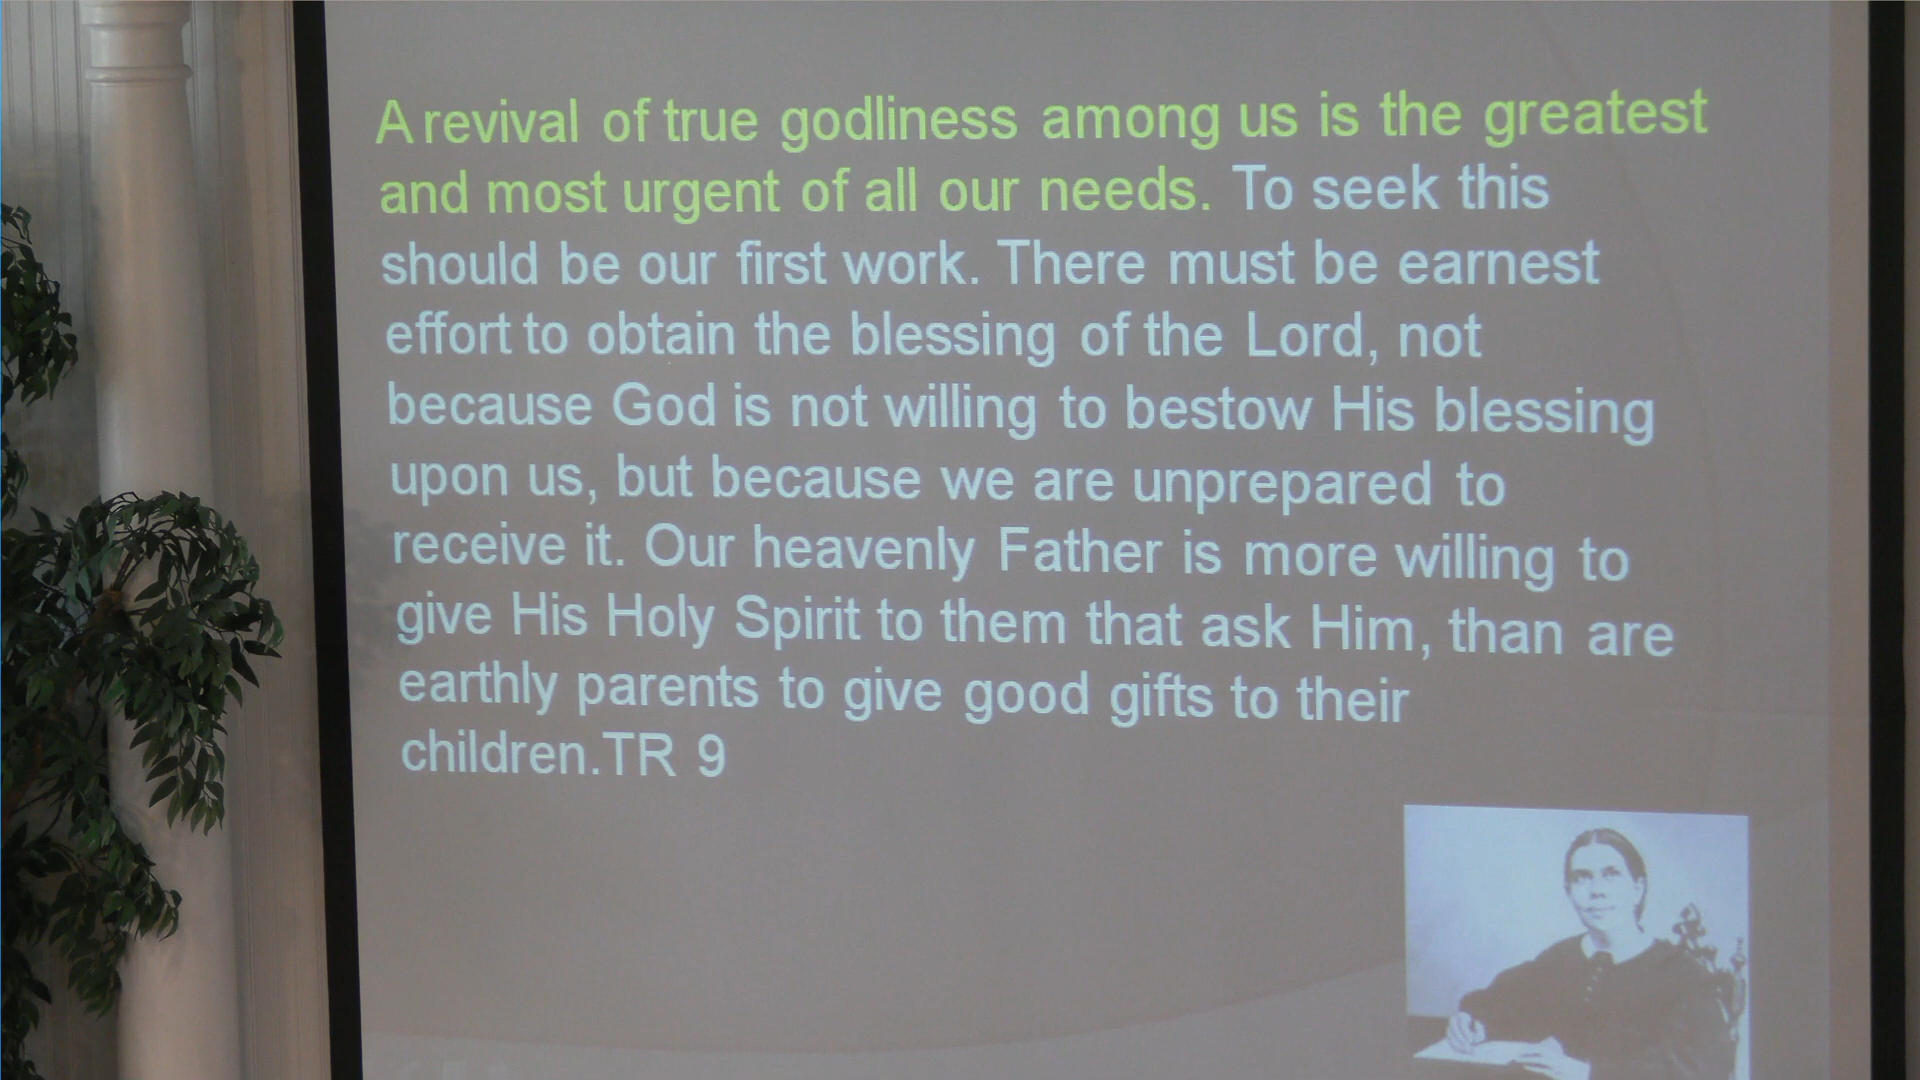 A revival of true godliness among us is the greatest
and most urgent of all our needs. To seek this
should be our first work. There must be earnest
effort to obtain the blessing of the Lord, not
because God is not willing to bestow His blessing
upon us, but because we are unprepared to
receive it. Our heavenly Father is more willing to
give His Holy Spirit to them that ask Him, than are
earthly parents to give good gifts to their
children.TR 9